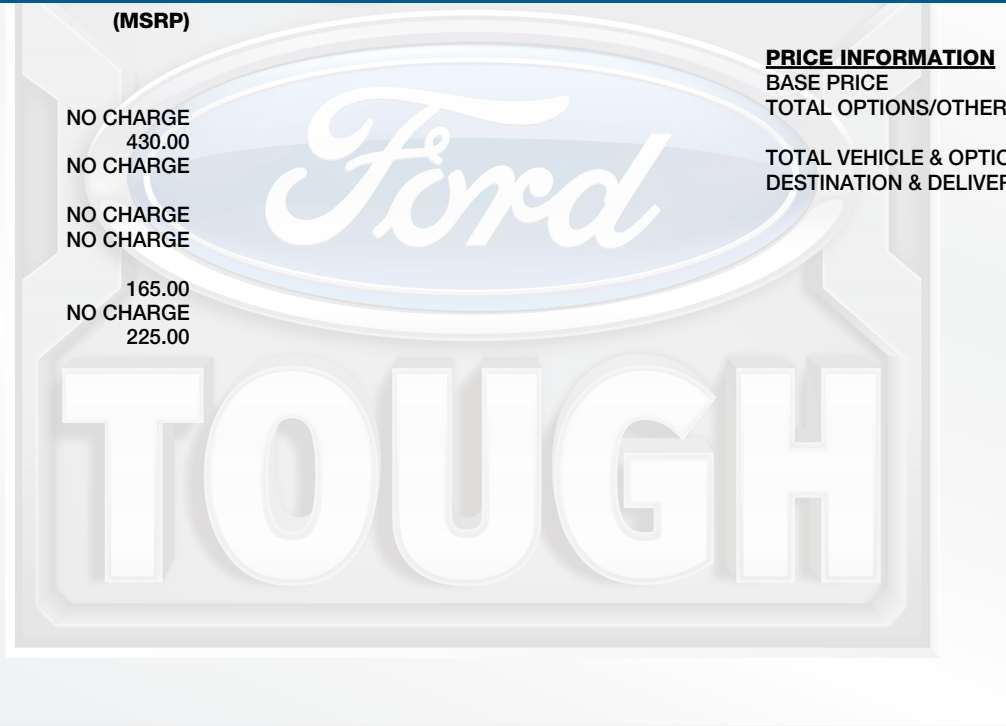 (MSRP)
NO CHARGE
430.00
NO CHARGE
NO CHARGE
NO CHARGE
165.00
NO CHARGE
225.00
PRICE INFORMATION
BASE PRICE
TOTAL OPTIONS/OTHER
TOTAL VEHICLE & OPTIO
DESTINATION & DELIVER
Ford
TOUGH